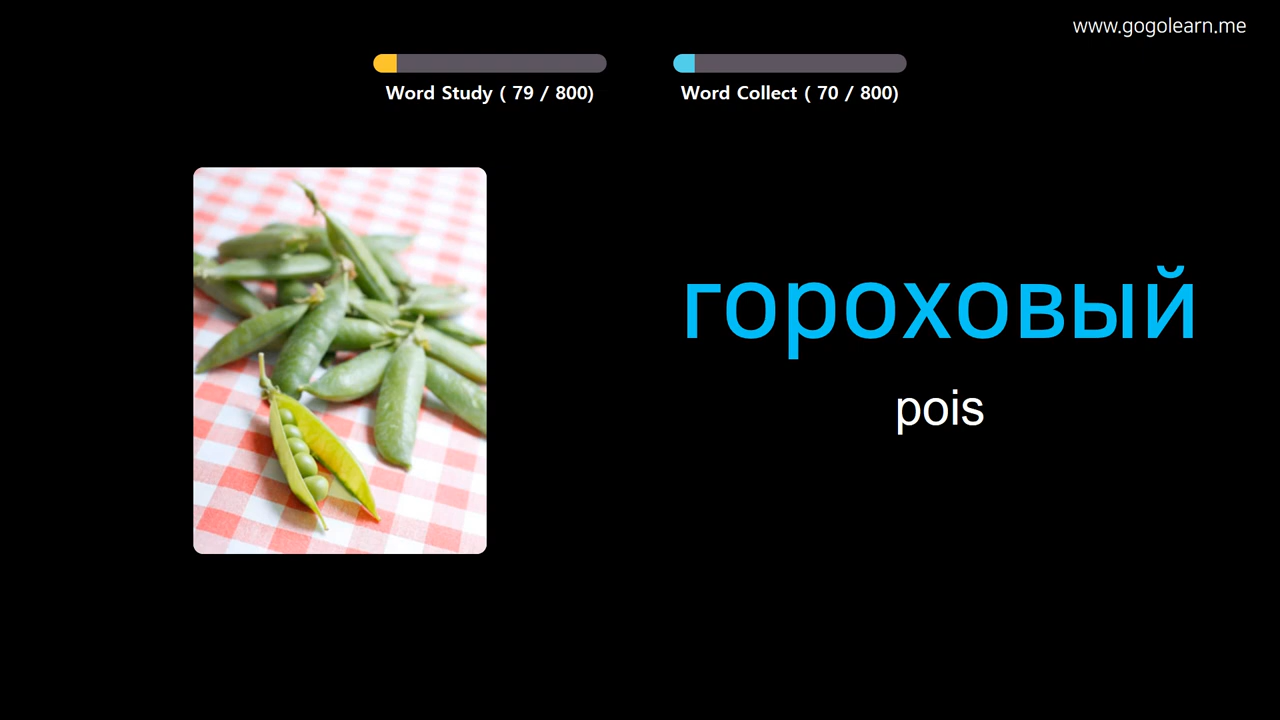 www.gogolearn.me
Word Study ( 79 / 800)
Word Collect ( 70 / 800)
гороховый
pois